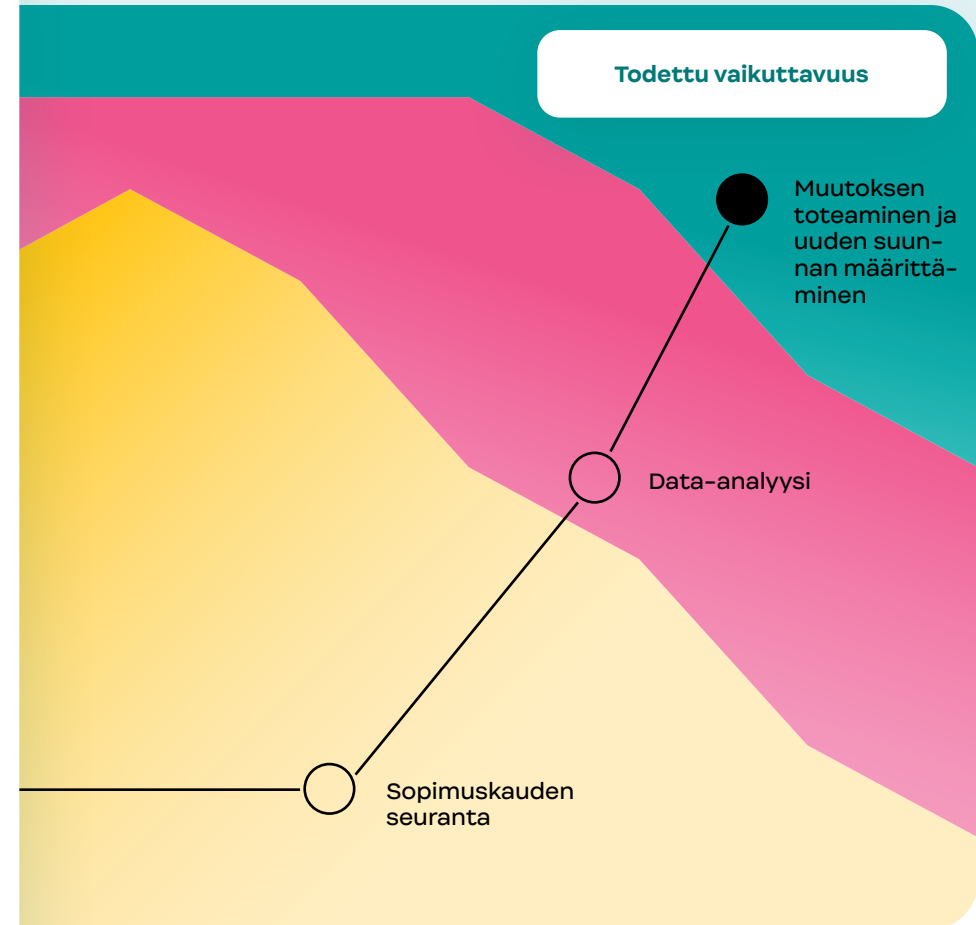 Todettu vaikuttavuus
Muutoksen
toteaminen ja
uuden suun-
nan määrittä-
minen
Data-analyysi
Sopimuskauden
seuranta